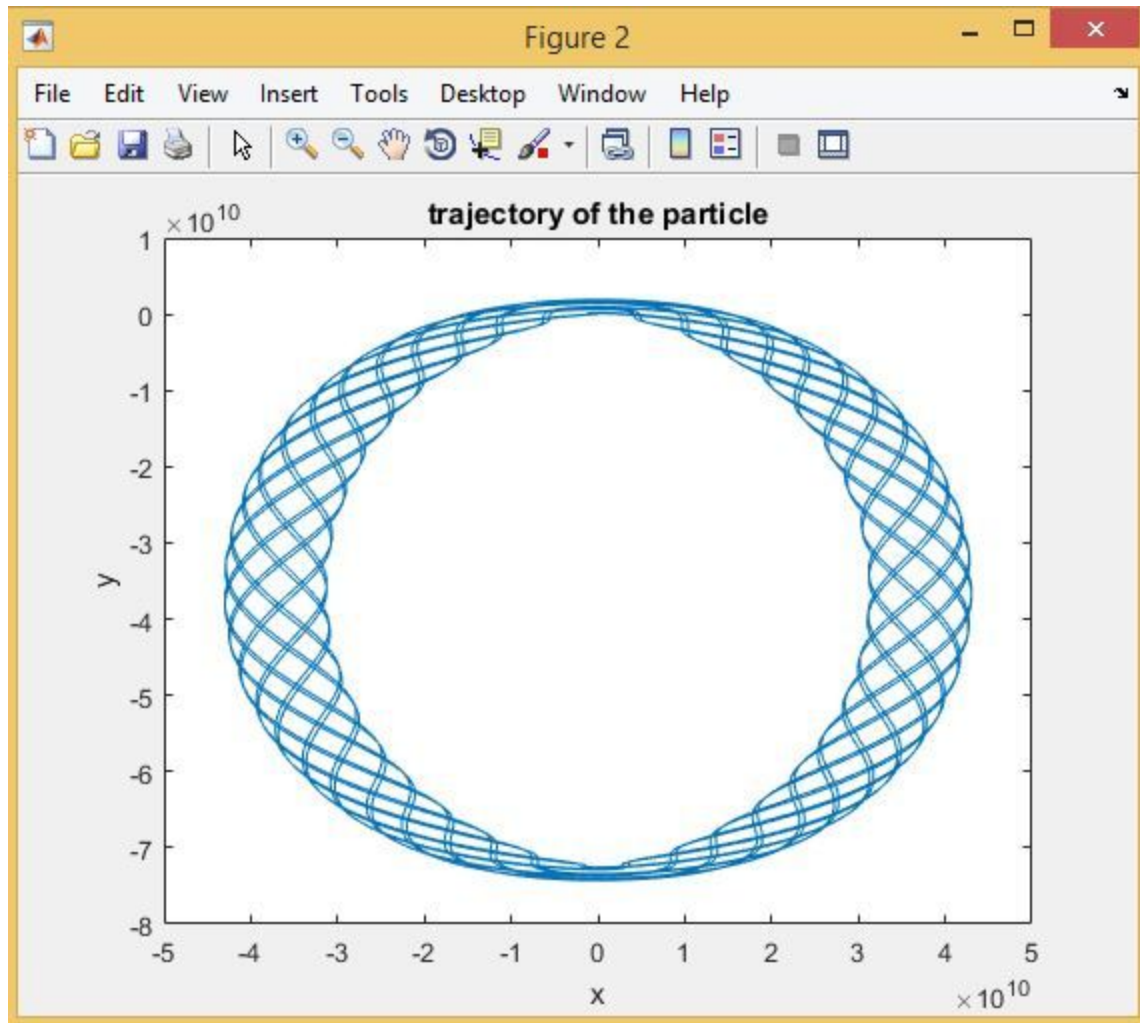 Figure 2
File Edit View Insert Tools Desktop Window Help
trajectory of the particle
×10^10
1
0
-1
-2
-3
-4
-5
-6
-7
-8
y
-5 -4 -3 -2 -1 0 1 2 3 4 5
x
×10^10